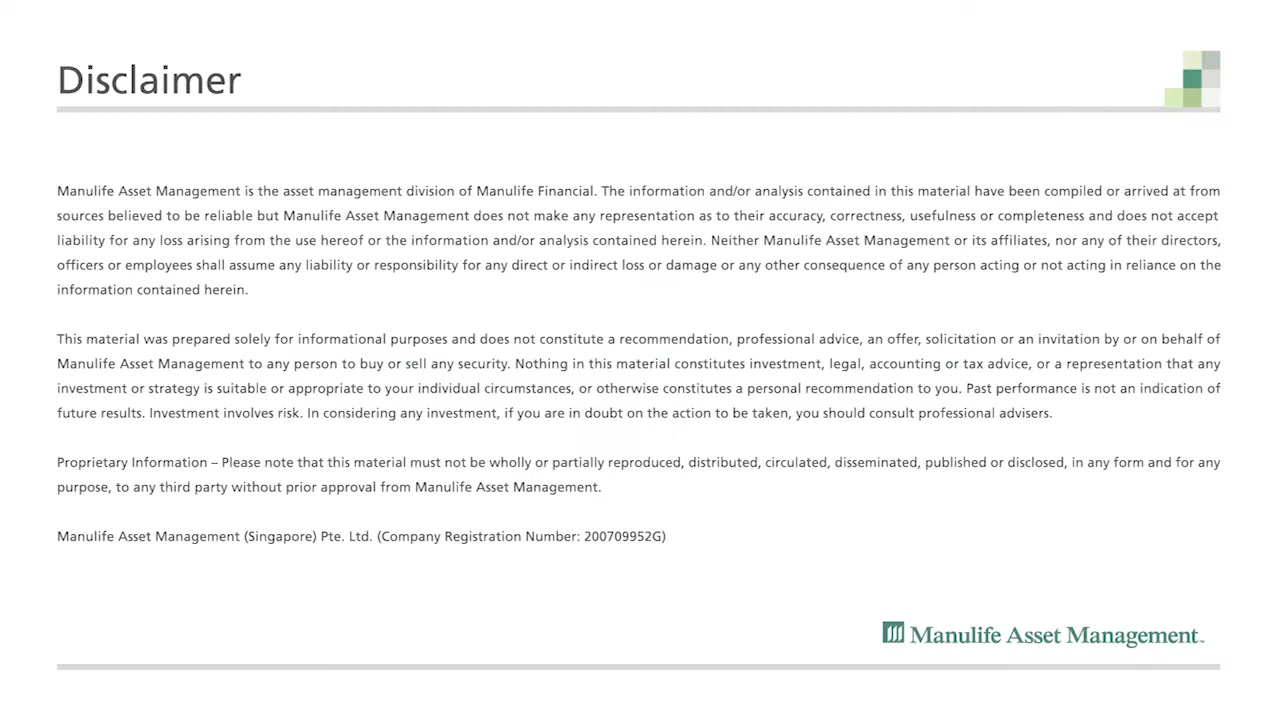 Disclaimer
Manulife Asset Management is the asset management division of Manulife Financial. The information and/or analysis contained in this material have been compiled or arrived at from
sources believed to be reliable but Manulife Asset Management does not make any representation as to their accuracy, correctness, usefulness or completeness and does not accept
liability for any loss arising from the use hereof or the information and/or analysis contained herein. Neither Manulife Asset Management or its affiliates, nor any of their directors,
officers or employees shall assume any liability or responsibility for any direct or indirect loss or damage or any other consequence of any person acting or not acting in reliance on the
information contained herein.
This material was prepared solely for informational purposes and does not constitute a recommendation, professional advice, an offer, solicitation or an invitation by or on behalf of
Manulife Asset Management to any person to buy or sell any security. Nothing in this material constitutes investment, legal, accounting or tax advice, or a representation that any
investment or strategy is suitable or appropriate to your individual circumstances, or otherwise constitutes a personal recommendation to you. Past performance is not an indication of
future results. Investment involves risk. In considering any investment, if you are in doubt on the action to be taken, you should consult professional advisers.
Proprietary Information – Please note that this material must not be wholly or partially reproduced, distributed, circulated, disseminated, published or disclosed, in any form and for any
purpose, to any third party without prior approval from Manulife Asset Management.
Manulife Asset Management (Singapore) Pte. Ltd. (Company Registration Number: 200709952G)
Manulife Asset Management